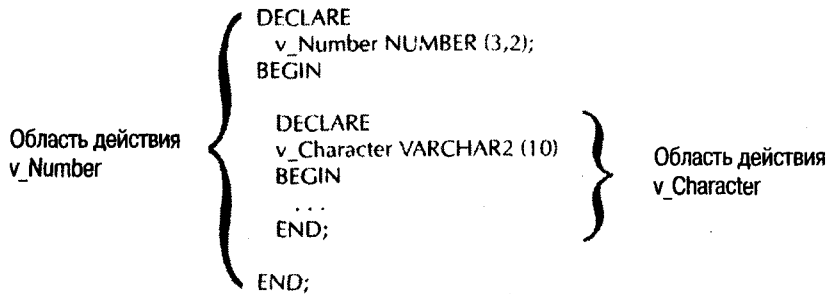 DECLARE
v_Number NUMBER (3,2);
BEGIN
DECLARE
v_Character VARCHAR2 (10)
BEGIN
. . .
END;
END;
Область действия
v_Number
Область действия
v_Character